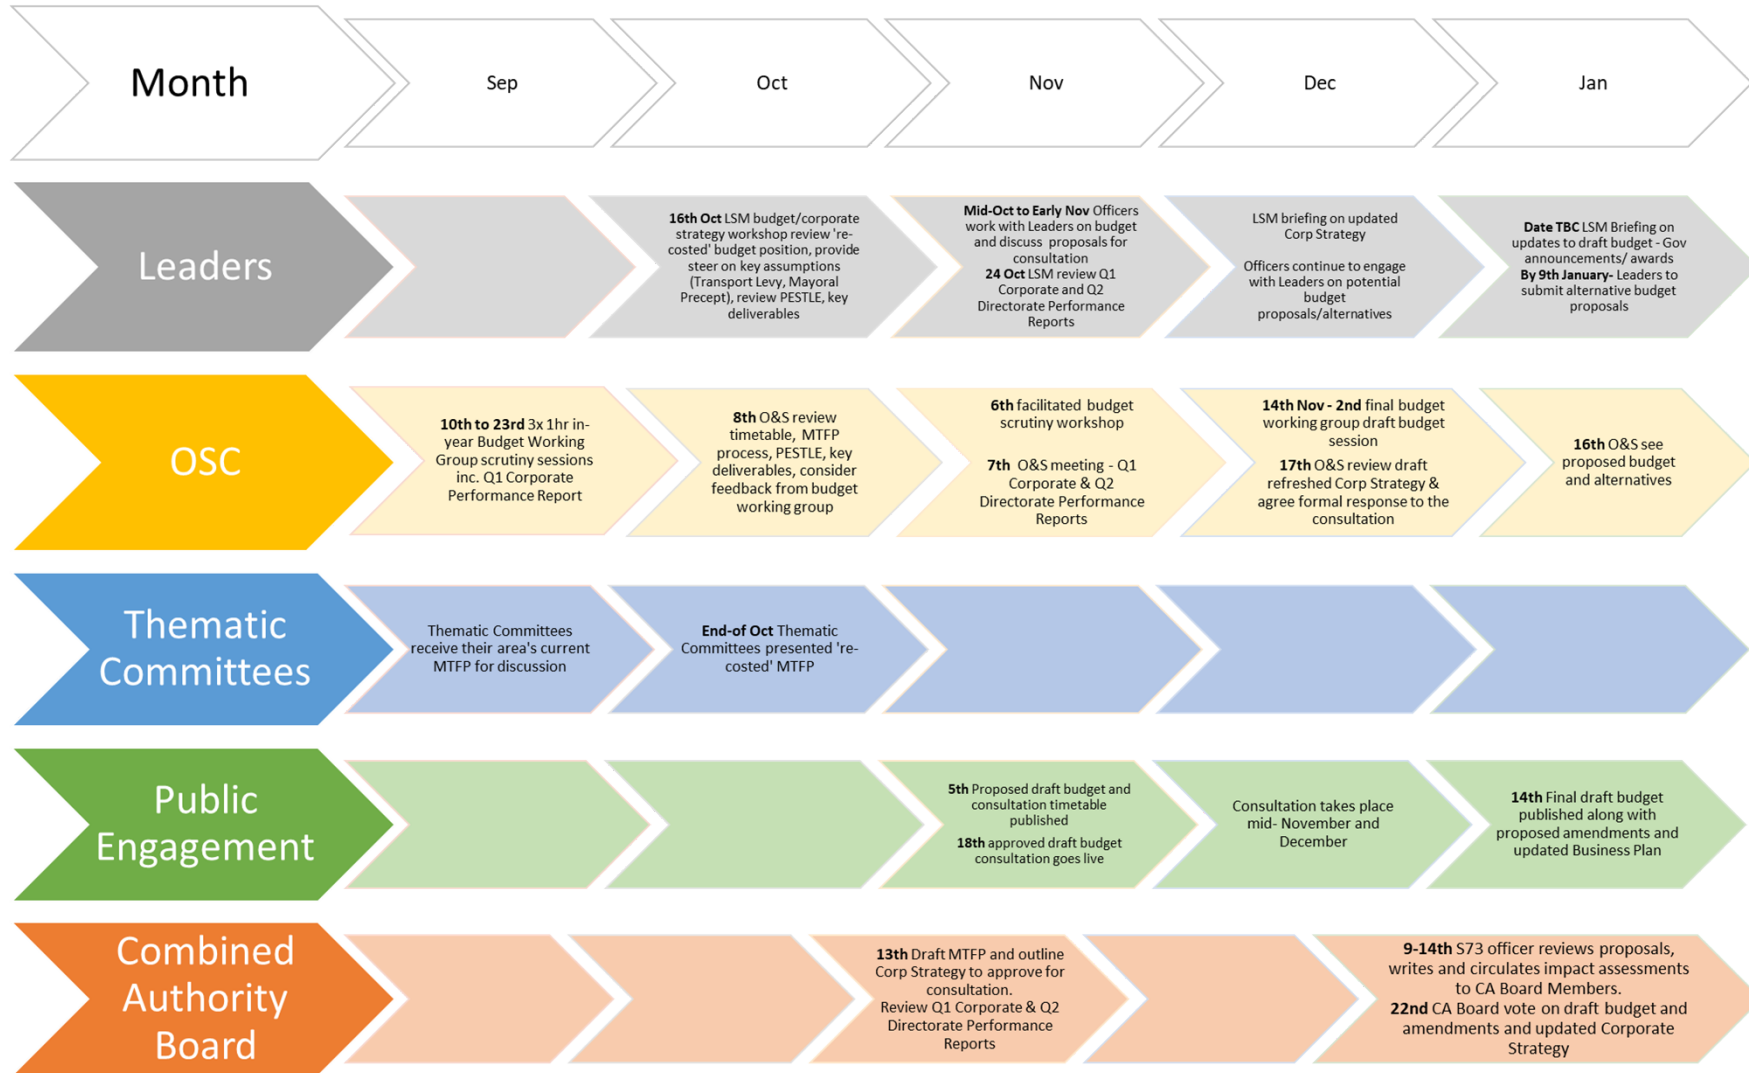 Month
Sep
Oct
Nov
Dec
Jan
Leaders
16th Oct LSM budget/corporate
strategy workshop review 're-
costed' budget position, provide
steer on key assumptions
(Transport Levy, Mayoral
Precept), review PESTLE, key
deliverables
Mid-Oct to Early Nov Officers
work with Leaders on budget
and discuss proposals for
consultation
24 Oct LSM review Q1
Corporate and Q2
Directorate Performance
Reports
LSM briefing on updated
Corp Strategy
Officers continue to engage
with Leaders on potential
budget
proposals/alternatives
Date TBC LSM Briefing on
updates to draft budget - Gov
announcements/ awards
By 9th January- Leaders to
submit alternative budget
proposals
OSC
10th to 23rd 3x 1hr in-
year Budget Working
Group scrutiny sessions
inc. Q1 Corporate
Performance Report
8th O&S review
timetable, MTFP
process, PESTLE, key
deliverables, consider
feedback from budget
working group
6th facilitated budget
scrutiny workshop
7th O&S meeting - Q1
Corporate & Q2
Directorate Performance
Reports
14th Nov - 2nd final budget
working group draft budget
session
17th O&S review draft
refreshed Corp Strategy &
agree formal response to the
consultation
16th O&S see
proposed budget
and alternatives
Thematic
Committees
Thematic Committees
receive their area's current
MTFP for discussion
End-of Oct Thematic
Committees presented 're-
costed' MTFP
Public
Engagement
5th Proposed draft budget and
consultation timetable
published
18th approved draft budget
consultation goes live
Consultation takes place
mid- November and
December
14th Final draft budget
published along with
proposed amendments and
updated Business Plan
Combined
Authority
Board
13th Draft MTFP and outline
Corp Strategy to approve for
consultation.
Review Q1 Corporate & Q2
Directorate Performance
Reports
9-14th S73 officer reviews proposals,
writes and circulates impact assessments
to CA Board Members.
22nd CA Board vote on draft budget and
amendments and updated Corporate
Strategy